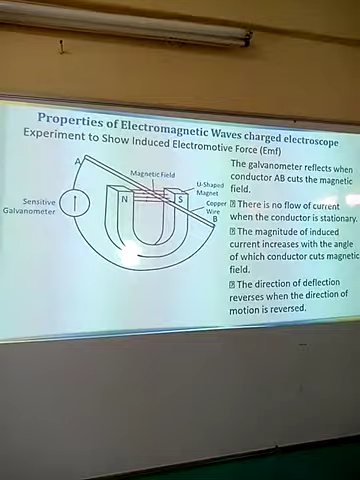 Properties of Electromagnetic Waves charged electroscope
Experiment to Show Induced Electromotive Force (Emf)
A
Magnetic Field
U-Shaped
Magnet
N
S
Copper
Wire
B
Sensitive
Galvanometer
The galvanometer reflects when
conductor AB cuts the magnetic
field.
There is no flow of current
when the conductor is stationary.
The magnitude of induced
current increases with the angle
of which conductor cuts magnetic
field.
The direction of deflection
reverses when the direction of
motion is reversed.